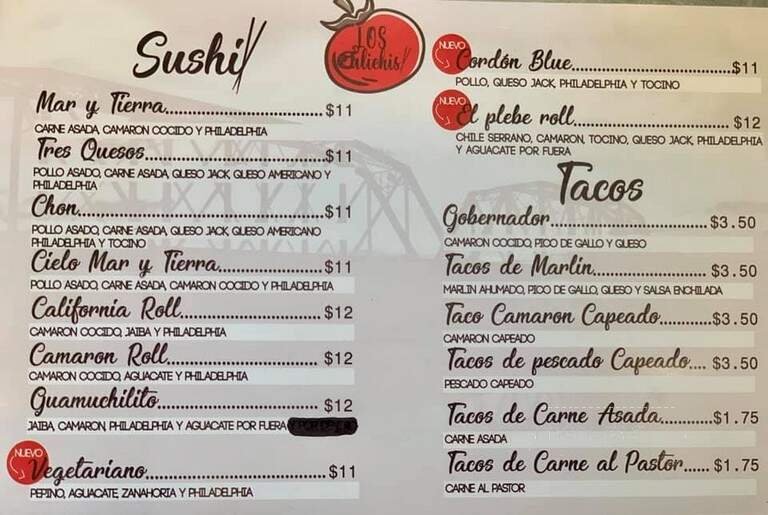 Sushi
Mar y Tierra..............................$11
CARNE ASADA, CAMARON COCIDO Y PHILADELPHIA
Tres Quesos..................................$11
POLLO ASADO, CARNE ASADA, QUESO JACK, QUESO AMERICANO Y
PHILADELPHIA
Chon..............................................$11
POLLO ASADO, CARNE ASADA, QUESO JACK, QUESO AMERICANO
PHILADELPHIA Y TOCINO
Cielo Mar y Tierra.....................$11
POLLO ASADO, CARNE ASADA, CAMARON COCIDO Y PHILADELPHIA
California Roll...........................$12
CAMARON COCIDO, JAIBA Y PHILADELPHIA
Camaron Roll..............................$12
CAMARON COCIDO, AGUACATE Y PHILADELPHIA
Guamuchilito..............................$12
JAIBA, CAMARON, PHILADELPHIA Y AGUACATE POR FUERA
NUEVO
Vegetariano.................................$11
PEPINO, AGUACATE, ZANAHORIA Y PHILADELPHIA
LOS
NUEVO
Cordón Blue..............................$11
POLLO, QUESO JACK, PHILADELPHIA Y TOCINO
NUEVO
El plebe roll..............................$12
CHILE SERRANO, CAMARON, TOCINO, QUESO JACK, PHILADELPHIA
Y AGUACATE POR FUERA
Tacos
Gobernador.............................$3.50
CAMARON COCIDO, PICO DE GALLO Y QUESO
Tacos de Marlin.....................$3.50
MARLIN AHUMADO, PICO DE GALLO, QUESO Y SALSA ENCHILADA
Taco Camaron Capeado...........$3.50
CAMARON CAPEADO
Tacos de pescado Capeado.... $3.50
PESCADO CAPEADO
Tacos de Carne Asada...........$1.75
CARNE ASADA
Tacos de Carne al Pastor...... $1.75
CARNE AL PASTOR